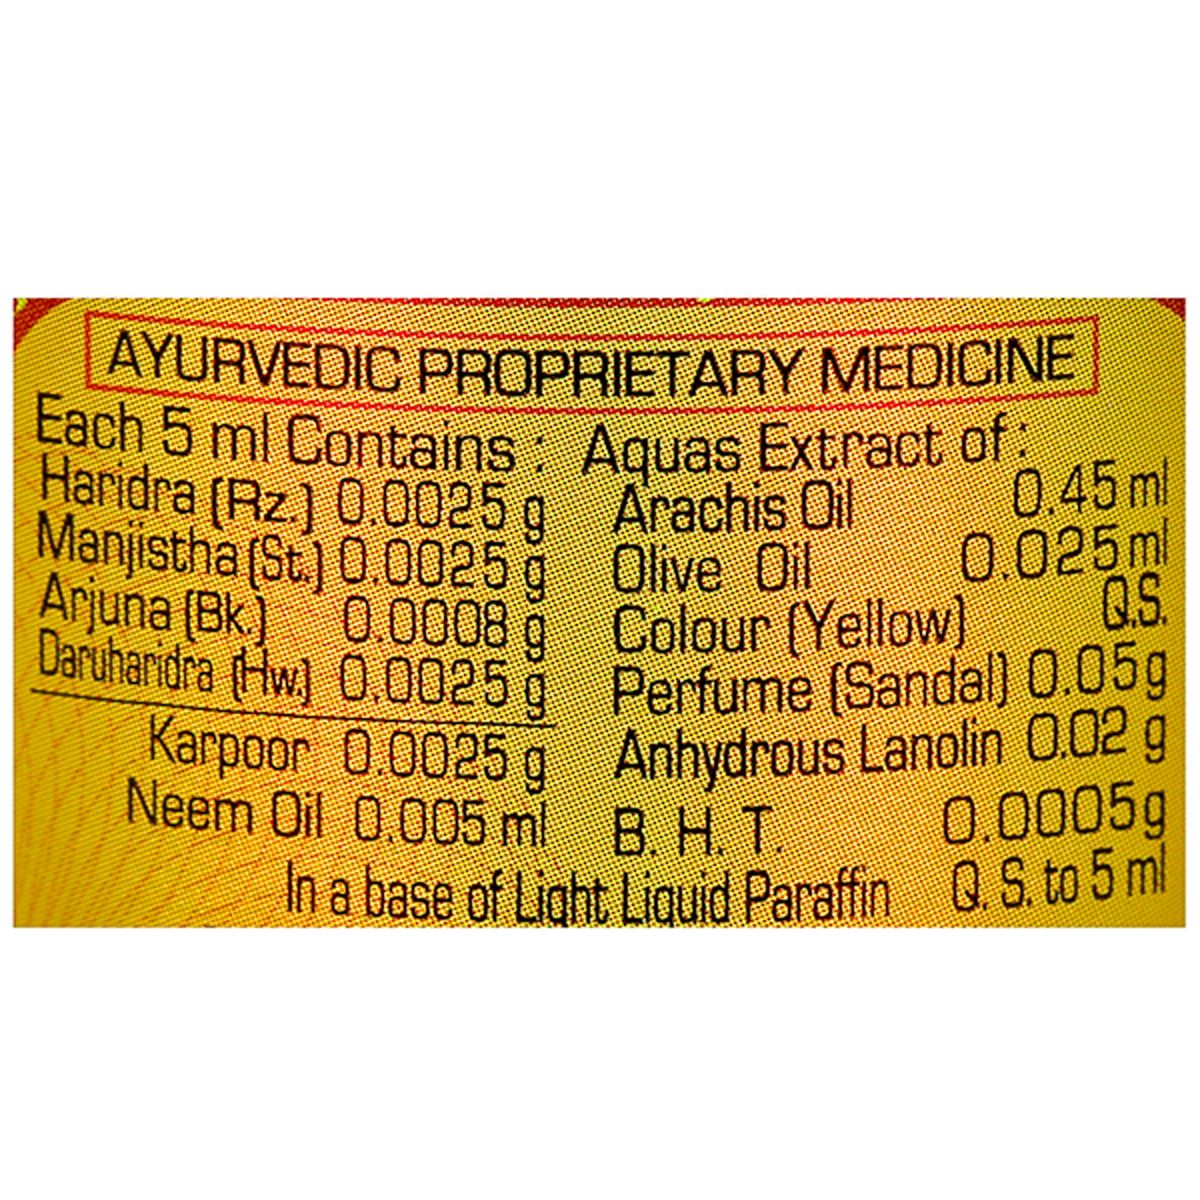 AYURVEDIC PROPRIETARY MEDICINE
Each 5 ml Contains : Aquas Extract of :
Haridra (Rz.) 0.0025 g
Manjistha (St.) 0.0025 g
Arjuna (Bk.) 0.0008 g
Daruharidra (Hw.) 0.0025 g
Karpoor 0.0025 g
Neem Oil 0.005 ml
Arachis Oil 0.45 ml
Olive Oil 0.025 ml
Colour (Yellow) Q.S.
Perfume (Sandal) 0.05 g
Anhydrous Lanolin 0.02 g
B. H. T. 0.0005 g
In a base of Light Liquid Paraffin Q. S. to 5 ml